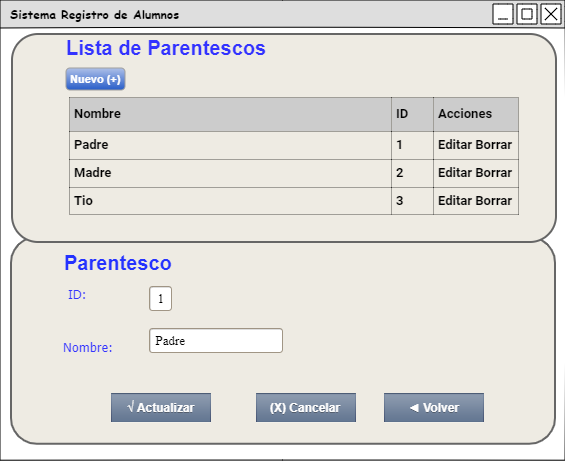 Sistema Registro de Alumnos
Lista de Parentescos
Nuevo (+)
Nombre ID Acciones
Padre 1 Editar Borrar
Madre 2 Editar Borrar
Tio 3 Editar Borrar
Parentesco
ID: 1
Nombre: Padre
√ Actualizar (X) Cancelar ◄ Volver